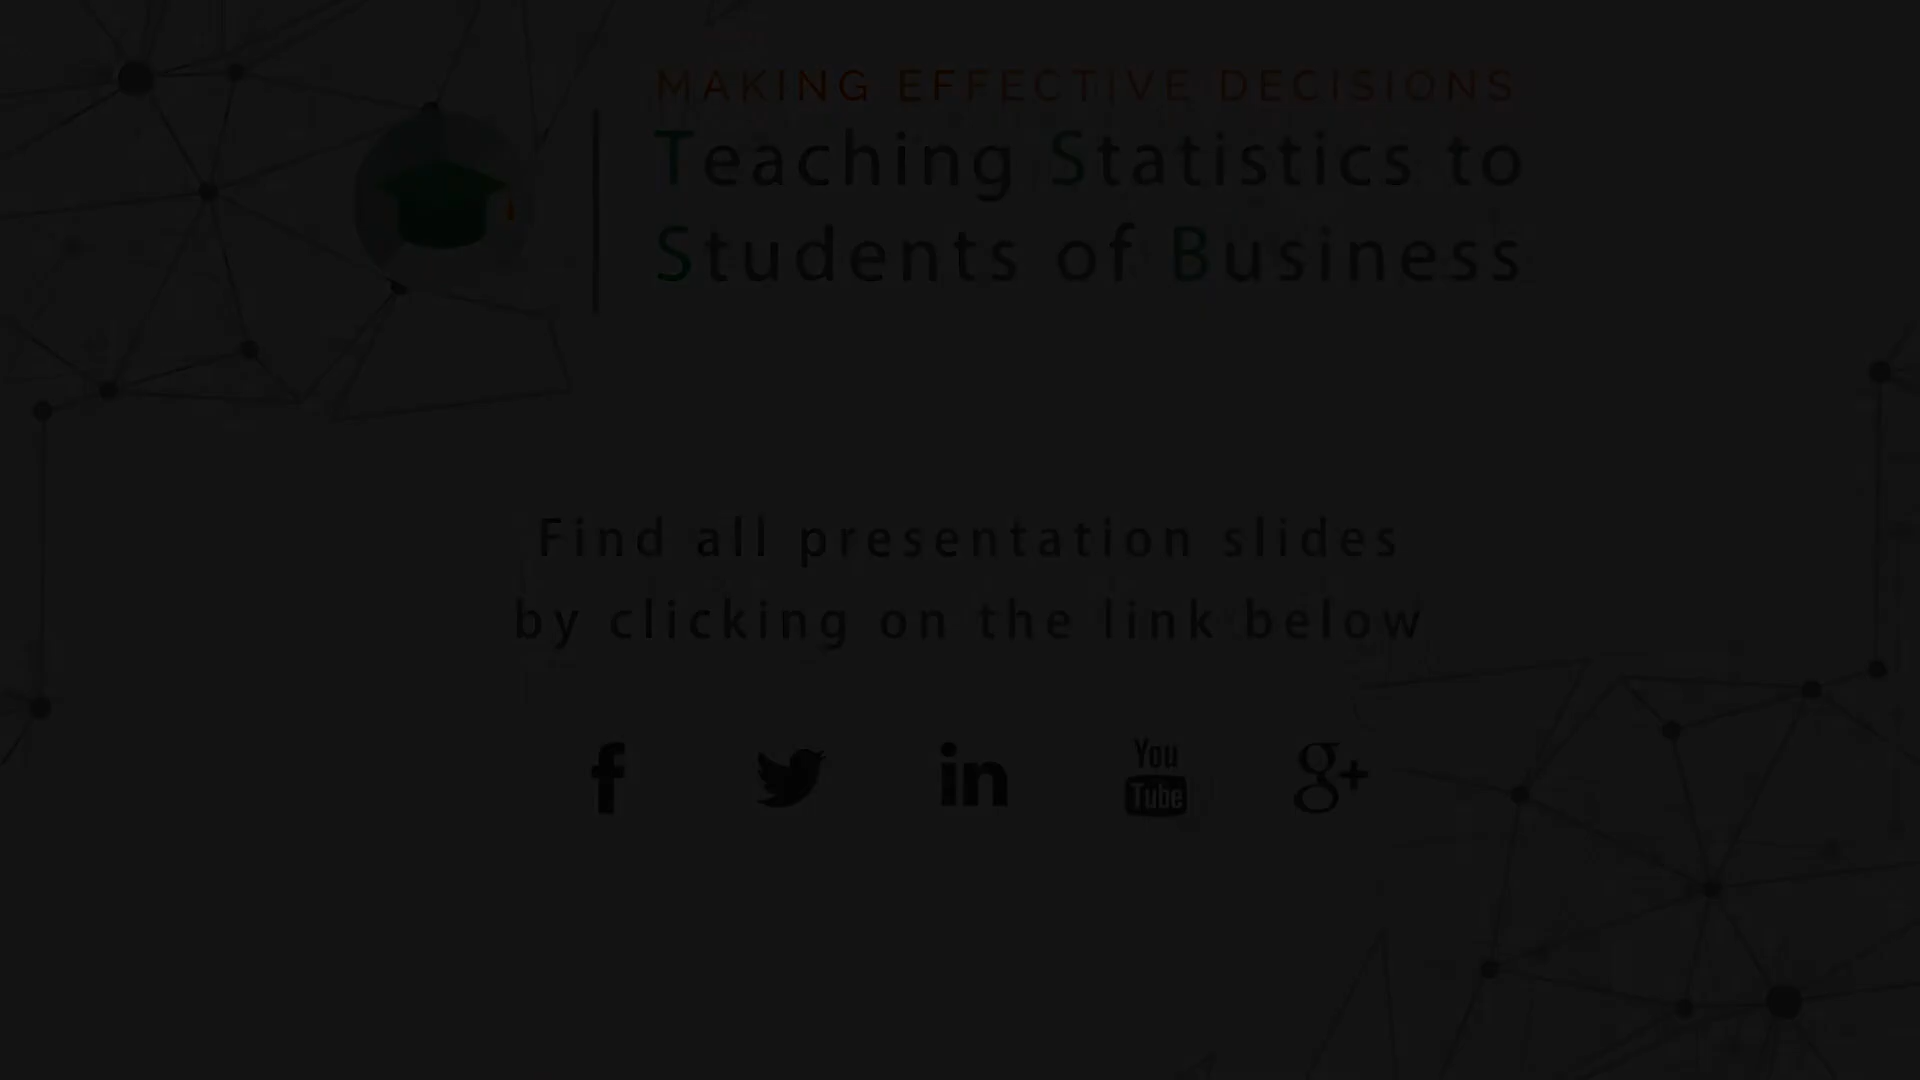 MAKING EFFECTIVE DECISIONS
Teaching Statistics to
Students of Business
Find all presentation slides
by clicking on the link below
f in You Tube g+